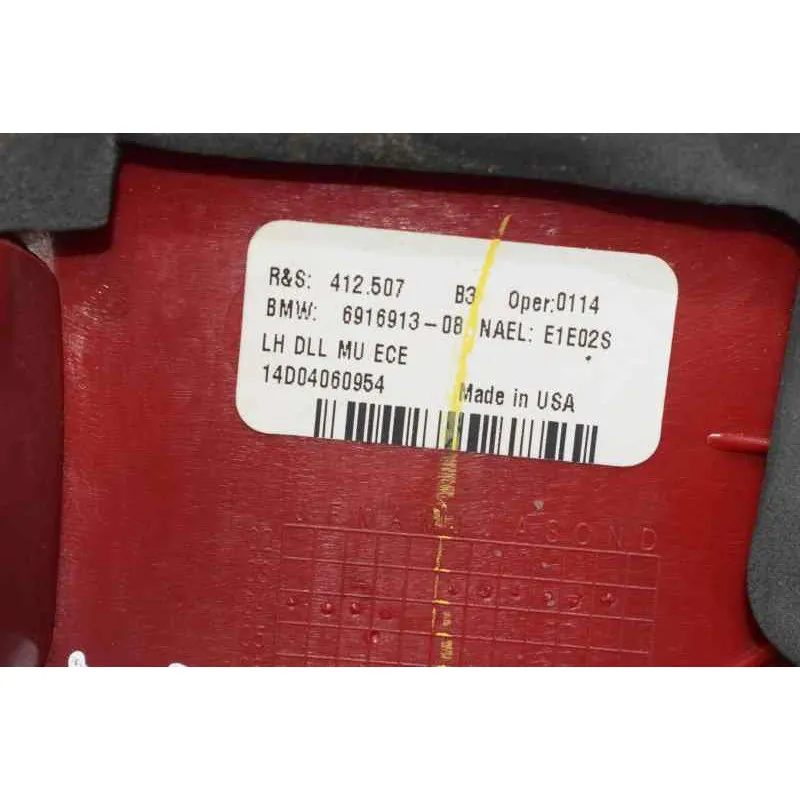 R&S: 412.507 B3 Oper:0114
BMW: 6916913-08 NAEL: E1E02S
LH DLL MU ECE
14D04060954 Made in USA
A S O N D